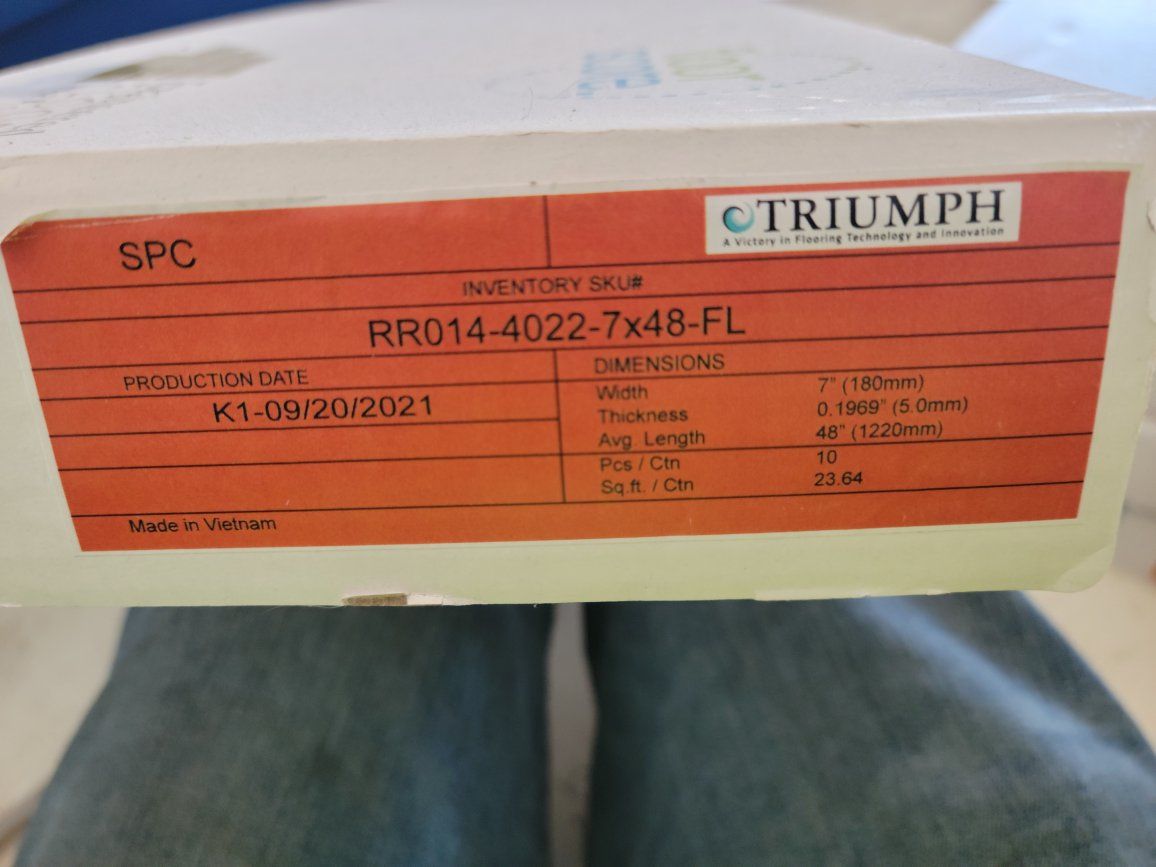 SPC
TRIUMPH
A Victory in Flooring Technology and Innovation
INVENTORY SKU#
RR014-4022-7x48-FL
PRODUCTION DATE
K1-09/20/2021
DIMENSIONS
Width 7" (180mm)
Thickness 0.1969" (5.0mm)
Avg. Length 48" (1220mm)
Pcs / Ctn 10
Sq.ft. / Ctn 23.64
Made in Vietnam